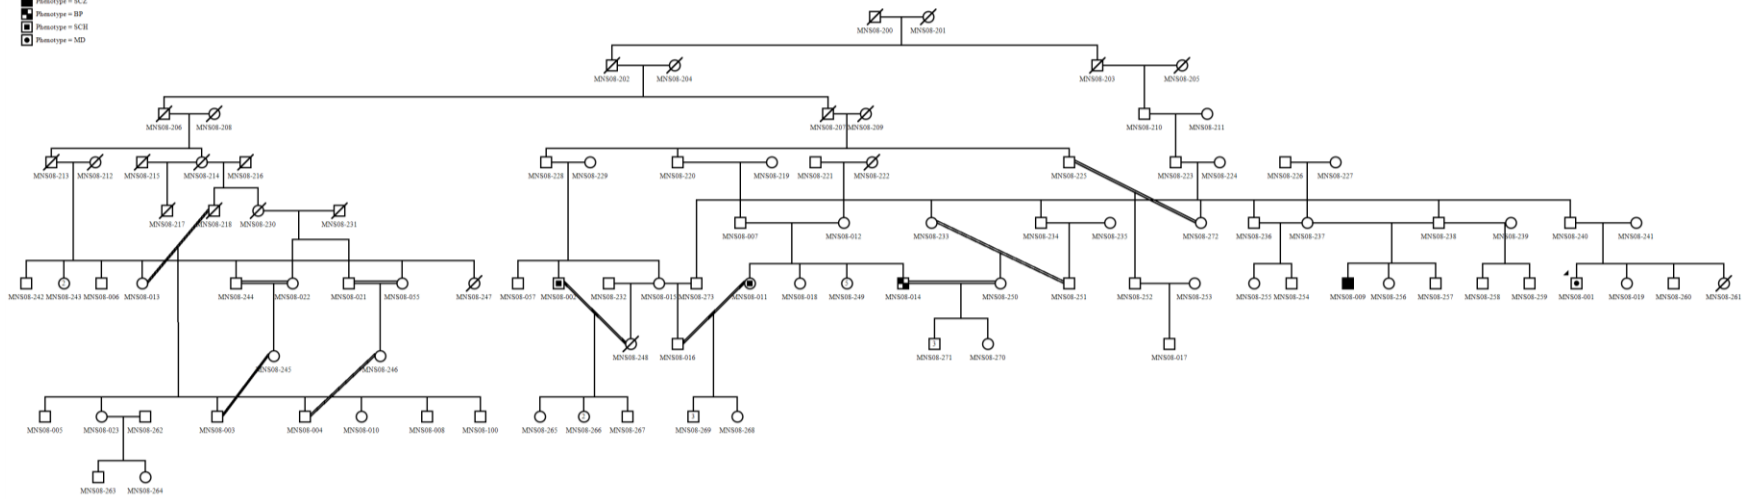 Phenotype = SCZ
Phenotype = BP
Phenotype = SCH
Phenotype = MD
MNS08-200 MNS08-201
MNS08-202 MNS08-204 MNS08-203 MNS08-205
MNS08-206 MNS08-208 MNS08-207 MNS08-209 MNS08-210 MNS08-211
MNS08-213 MNS08-212 MNS08-215 MNS08-214 MNS08-216 MNS08-228 MNS08-229 MNS08-220 MNS08-219 MNS08-221 MNS08-222 MNS08-225 MNS08-223 MNS08-224 MNS08-226 MNS08-227
MNS08-217 MNS08-218 MNS08-230 MNS08-231 MNS08-007 MNS08-012 MNS08-233 MNS08-234 MNS08-235 MNS08-272 MNS08-236 MNS08-237 MNS08-238 MNS08-239 MNS08-240 MNS08-241
MNS08-242 MNS08-243 MNS08-006 MNS08-013 MNS08-244 MNS08-022 MNS08-021 MNS08-055 MNS08-247 MNS08-057 MNS08-002 MNS08-232 MNS08-015 MNS08-273 MNS08-011 MNS08-018 MNS08-249 MNS08-014 MNS08-250 MNS08-251 MNS08-252 MNS08-253 MNS08-255 MNS08-254 MNS08-009 MNS08-256 MNS08-257 MNS08-258 MNS08-259 MNS08-001 MNS08-019 MNS08-260 MNS08-261
2
3
MNS08-248 MNS08-016 MNS08-271 MNS08-270 MNS08-017
MNS08-245 MNS08-246
2 3
MNS08-005 MNS08-023 MNS08-262 MNS08-003 MNS08-004 MNS08-010 MNS08-008 MNS08-100 MNS08-265 MNS08-266 MNS08-267 MNS08-269 MNS08-268
MNS08-263 MNS08-264